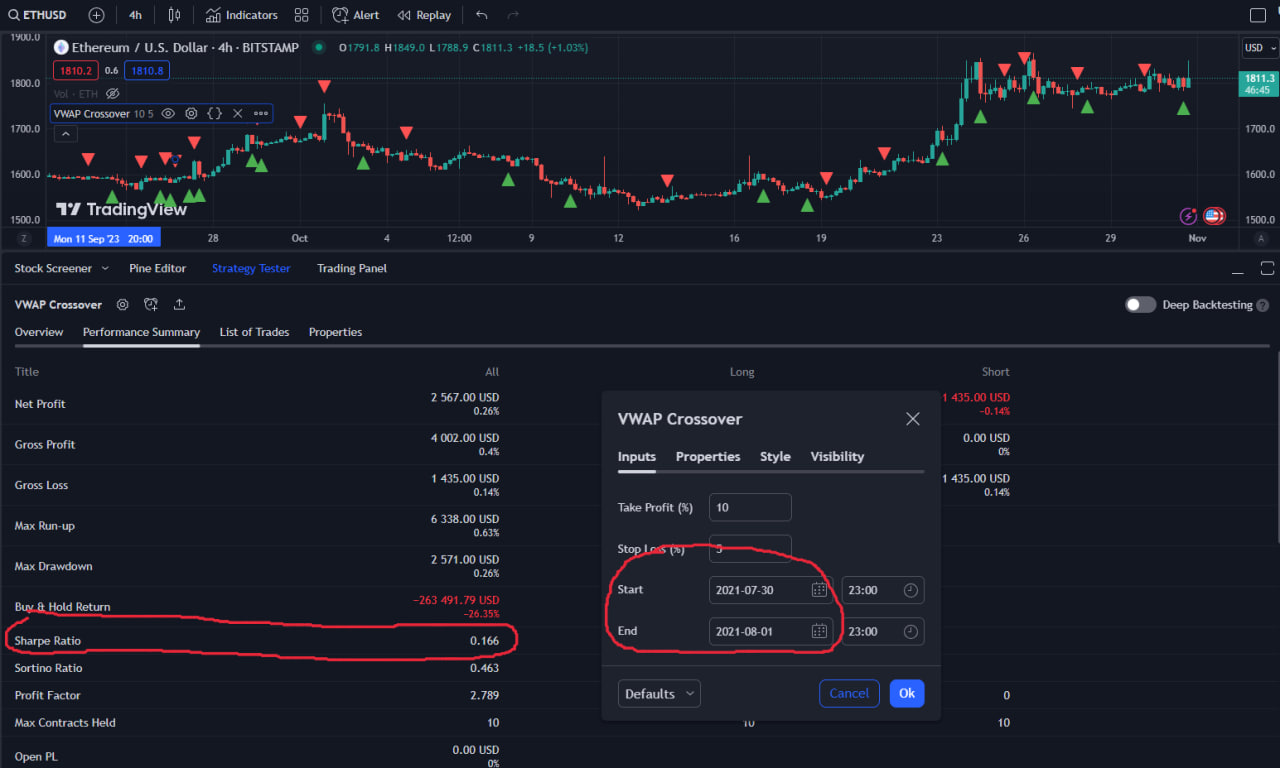 ETHUSD 4h Indicators Alert Replay
1900.0 Ethereum / U.S. Dollar · 4h · BITSTAMP O1791.8 H1849.0 L1788.9 C1811.3 +18.5 (+1.03%) USD
1810.2 0.6 1810.8
1800.0 1811.3
46:45
Vol · ETH
VWAP Crossover 10 5
1700.0 1700.0
1600.0 1600.0
TradingView
1500.0 1500.0
Z Mon 11 Sep '23 20:00 28 Oct 4 12:00 9 12 16 19 23 26 29 Nov A
Stock Screener Pine Editor Strategy Tester Trading Panel
VWAP Crossover Deep Backtesting ?
Overview Performance Summary List of Trades Properties
Title All Long Short
Net Profit 2 567.00 USD 1 435.00 USD
0.26% −0.14%
Gross Profit 4 002.00 USD 0.00 USD
0.4% 0%
Gross Loss 1 435.00 USD 1 435.00 USD
0.14% 0.14%
Max Run-up 6 338.00 USD
0.63%
Max Drawdown 2 571.00 USD
0.26%
Buy & Hold Return −263 491.79 USD
−26.35%
Sharpe Ratio 0.166
Sortino Ratio 0.463
Profit Factor 2.789 0
Max Contracts Held 10 10 10
Open PL 0.00 USD
0%
VWAP Crossover
Inputs Properties Style Visibility
Take Profit (%) 10
Stop Loss (%) 5
Start 2021-07-30 23:00
End 2021-08-01 23:00
Defaults Cancel Ok